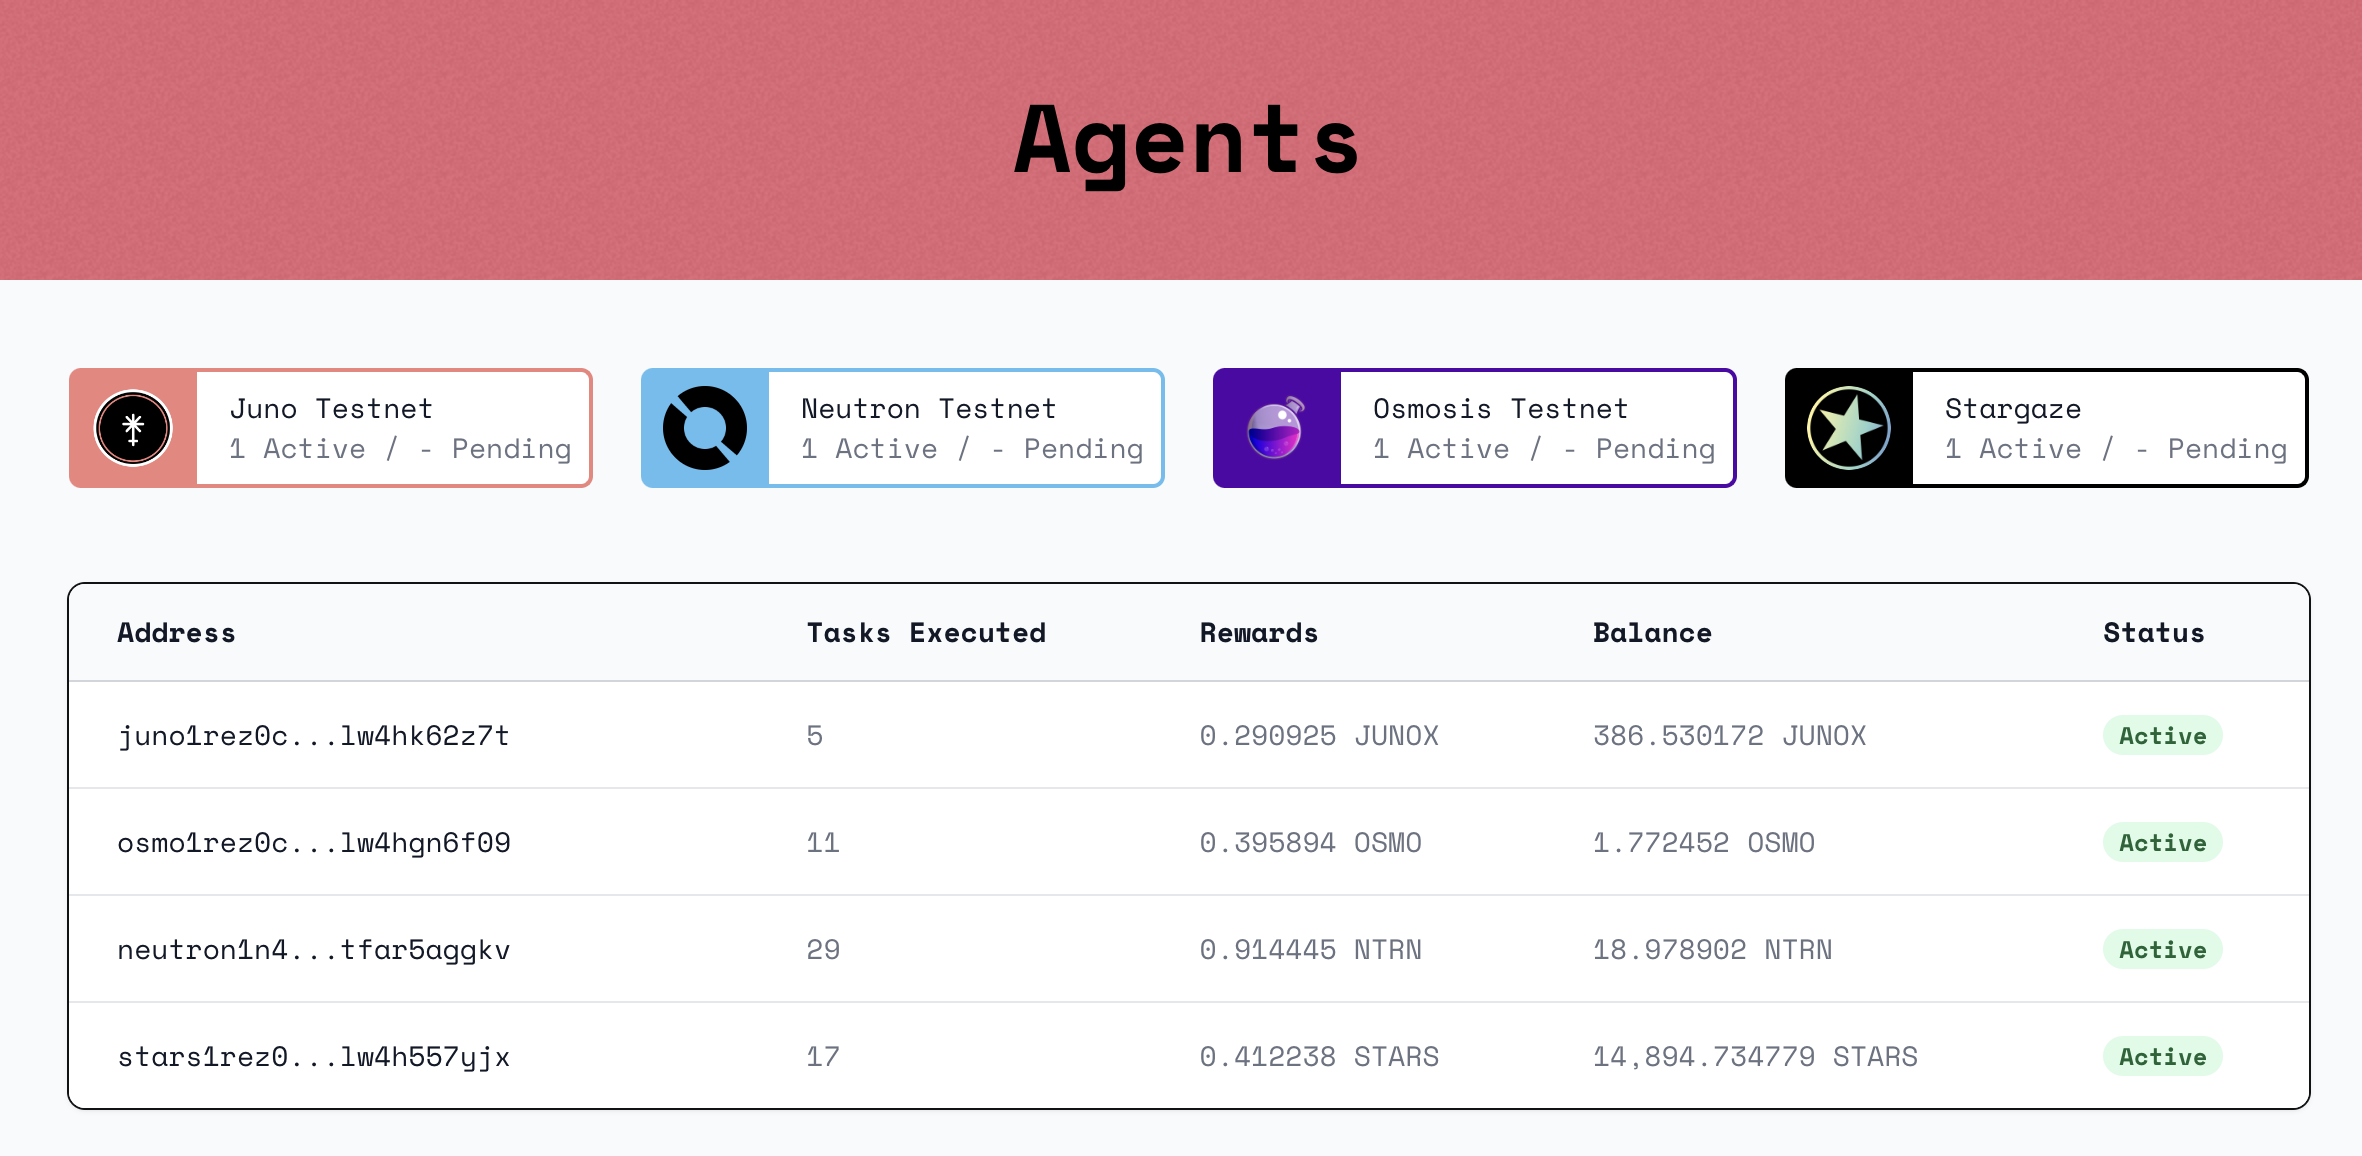 Agents
Juno Testnet
1 Active / - Pending
Neutron Testnet
1 Active / - Pending
Osmosis Testnet
1 Active / - Pending
Stargaze
1 Active / - Pending
Address Tasks Executed Rewards Balance Status
juno1rez0c...lw4hk62z7t 5 0.290925 JUNOX 386.530172 JUNOX Active
osmo1rez0c...lw4hgn6f09 11 0.395894 OSMO 1.772452 OSMO Active
neutron1n4...tfar5aggkv 29 0.914445 NTRN 18.978902 NTRN Active
stars1rez0...lw4h557yjx 17 0.412238 STARS 14,894.734779 STARS Active